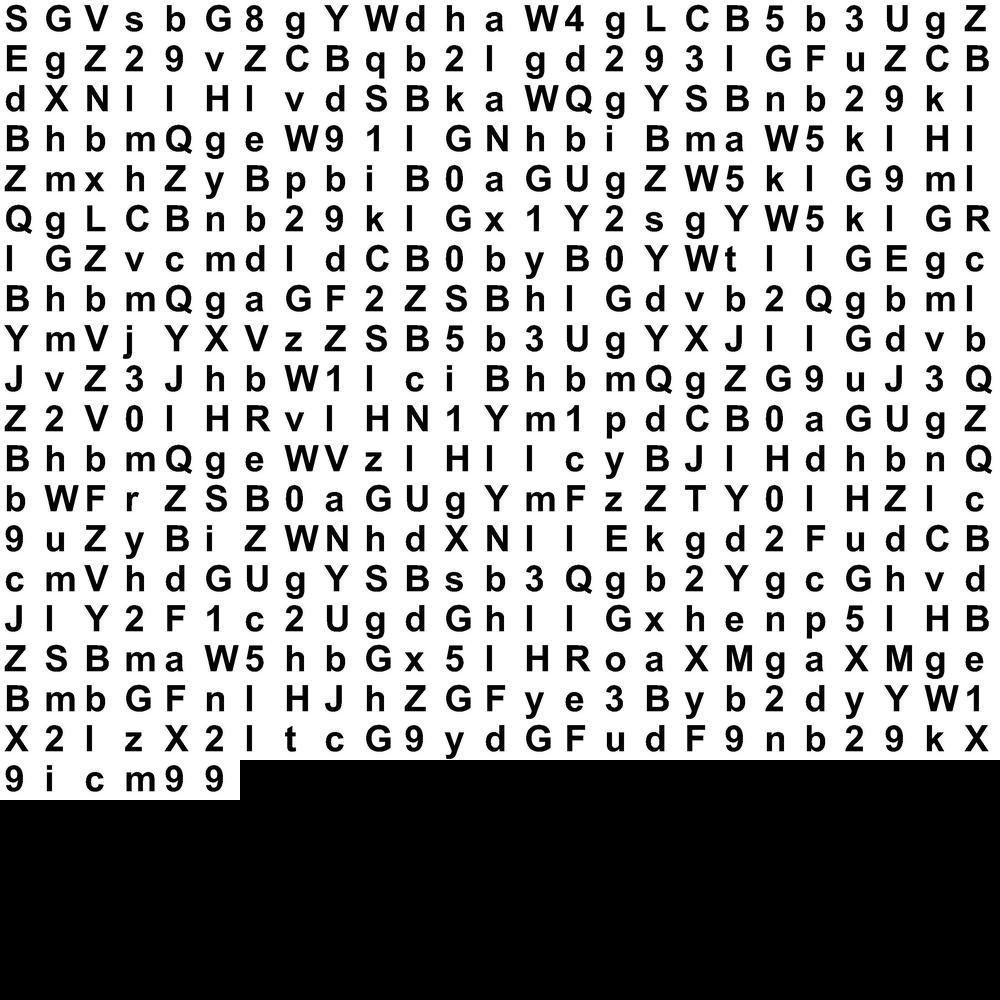 S G V s b G 8 g Y W d h a W 4 g L C B 5 b 3 U g Z
E g Z 2 9 v Z C B q b 2 I g d 2 9 3 I G F u Z C B
d X N l I H l v d S B k a W Q g Y S B n b 2 9 k I
B h b m Q g e W 9 1 I G N h b i B m a W 5 k I H l
Z m x h Z y B p b i B 0 a G U g Z W 5 k I G 9 m I
Q g L C B n b 2 9 k I G x 1 Y 2 s g Y W 5 k I G R
l I G Z v c m d l d C B 0 b y B 0 Y W t l I G E g c
B h b m Q g a G F 2 Z S B h I G d v b 2 Q g b m l
Y m V j Y X V z Z S B 5 b 3 U g Y X J l I G d v b
J v Z 3 J h b W 1 l c i B h b m Q g Z G 9 u J 3 Q
Z 2 V 0 I H R v I H N 1 Y m 1 p d C B 0 a G U g Z
B h b m Q g e W V z I H l l c y B J I H d h b n Q
b W F r Z S B 0 a G U g Y m F z Z T Y 0 I H Z l c
9 u Z y B i Z W N h d X N l I E k g d 2 F u d C B
c m V h d G U g Y S B s b 3 Q g b 2 Y g c G h v d
J l Y 2 F 1 c 2 U g d G h l I G x h e n p 5 I H B
Z S B m a W 5 h b G x 5 I H R o a X M g a X M g e
B m b G F n I H J h Z G F y e 3 B y b 2 d y Y W 1
X 2 l z X 2 l t c G 9 y d G F u d F 9 n b 2 9 k X
9 i c m 9 9